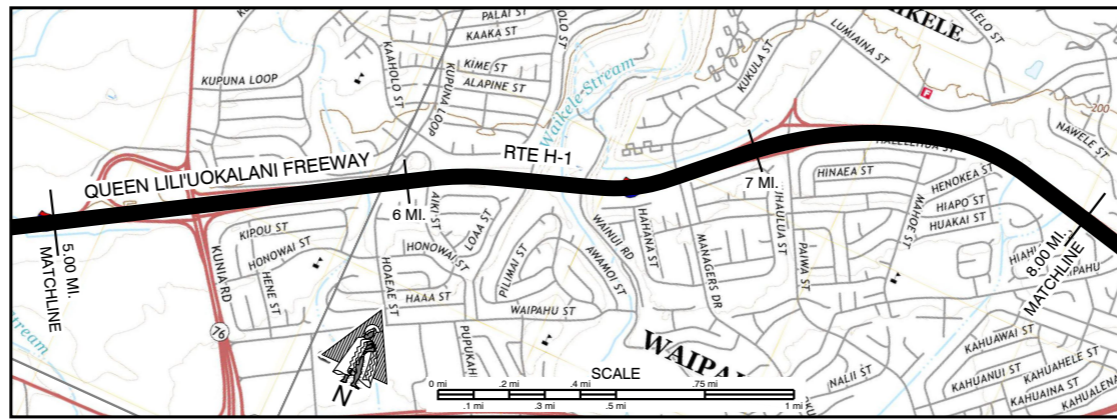 PALAI ST
KAAKA ST
KAAHOLO ST
KUPUNA LOOP
KIME ST
ALAPINE ST
KUPUNA LOOP
Waikele Stream
KUKULA ST
LUMIAINA ST
F
200
NAWELE ST
QUEEN LILI'UOKALANI FREEWAY
RTE H-1
6 MI.
7 MI.
5.00 MI.
MATCHLINE
8.00 MI.
MATCHLINE
KUNIA RD
KIPOU ST
HONOWAI ST
HENE ST
HOAEAE ST
AIKI ST
LOAA ST
HONOWAI ST
HAAA ST
PILIMAI ST
WAIPAHU ST
WAINUI RD
AWAMOI ST
HAHANA ST
MANAGERS DR
PAIWA ST
MAHOE ST
HINAEA ST
HENOKEA ST
HIAPO ST
HUAKAI ST
76
Stream
N
SCALE
0 mi .2 mi .4 mi .75 mi
.1 mi .3 mi .5 mi 1 mi
NALII ST
KAHUAWAI ST
KAHUANUI ST
KAHUAHELE ST
KAHUAINA ST